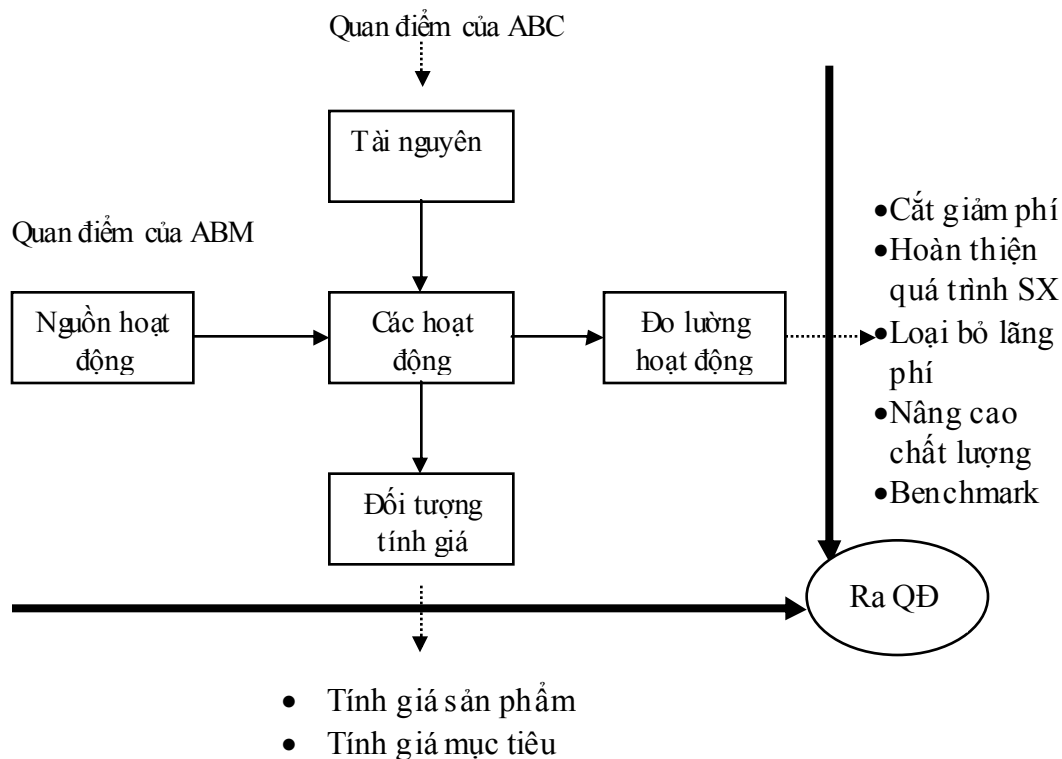 Quan điểm của ABC
Tài nguyên
Quan điểm của ABM
Nguồn hoạt
động
Các hoạt
động
Đo lường
hoạt động
•Cắt giảm phí
•Hoàn thiện
quá trình SX
•Loại bỏ lãng
phí
•Nâng cao
chất lượng
•Benchmark
Đối tượng
tính giá
Ra QĐ
• Tính giá sản phẩm
• Tính giá mục tiêu